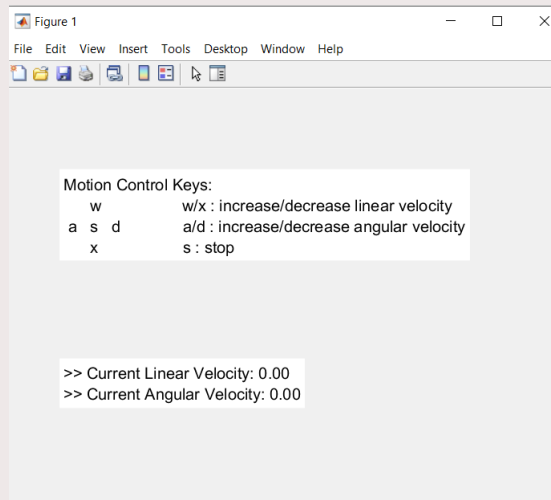 Figure 1
File Edit View Insert Tools Desktop Window Help
Motion Control Keys:
w w/x : increase/decrease linear velocity
a s d a/d : increase/decrease angular velocity
x s : stop
>> Current Linear Velocity: 0.00
>> Current Angular Velocity: 0.00